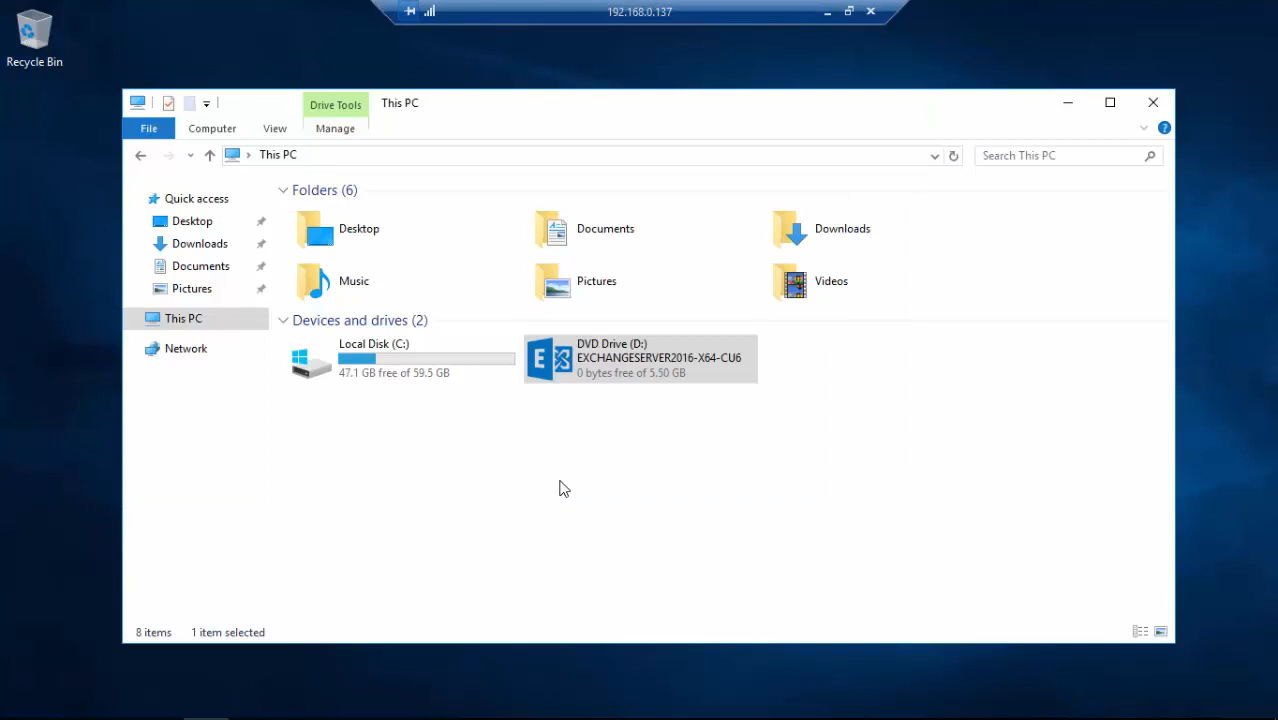 192.168.0.137
Recycle Bin
Drive Tools
This PC
File
Computer
View
Manage
This PC
Search This PC
Quick access
Desktop
Downloads
Documents
Pictures
This PC
Network
Folders (6)
Desktop
Documents
Downloads
Music
Pictures
Videos
Devices and drives (2)
Local Disk (C:)
47.1 GB free of 59.5 GB
DVD Drive (D:)
EXCHANGESERVER2016-X64-CU6
0 bytes free of 5.50 GB
8 items
1 item selected